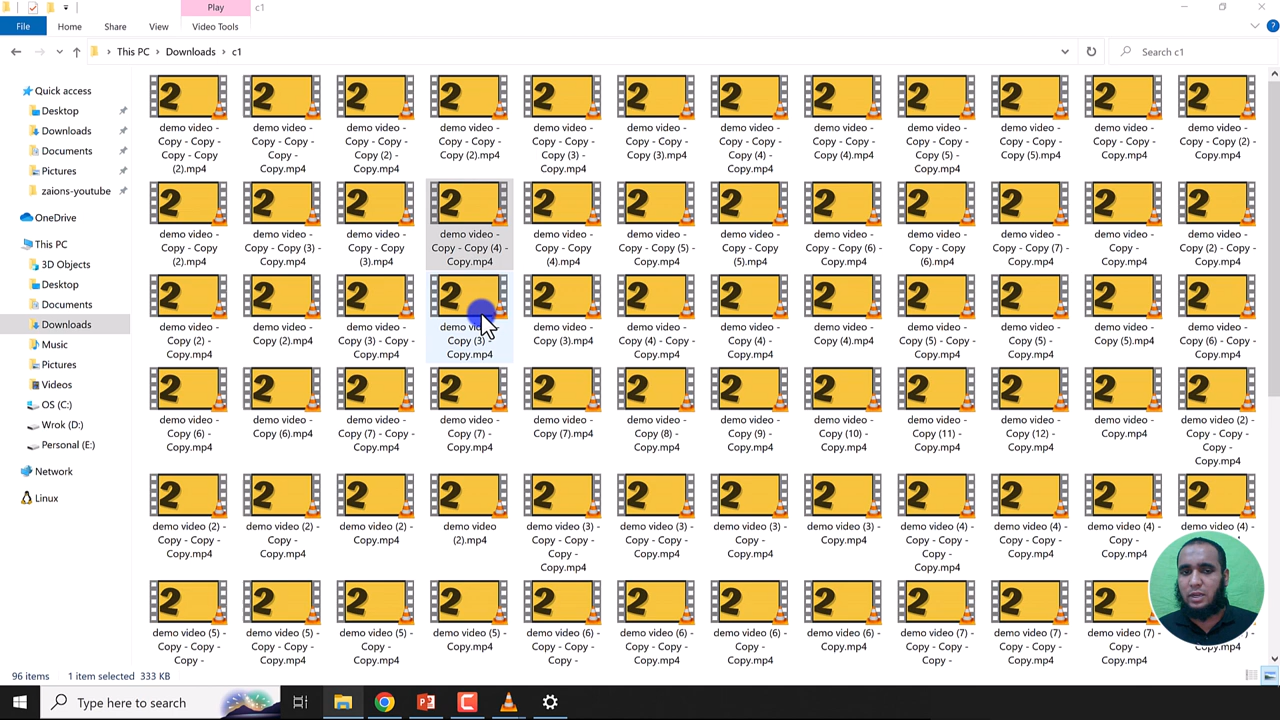 Play
c1
File
Home
Share
View
Video Tools
This PC
Downloads
c1
Search c1
Quick access
Desktop
Downloads
Documents
Pictures
zaions-youtube
OneDrive
This PC
3D Objects
Desktop
Documents
Downloads
Music
Pictures
Videos
OS (C:)
Wrok (D:)
Personal (E:)
Network
Linux
demo video -
Copy - Copy
- Copy - Copy
(2).mp4
demo video -
Copy - Copy
- Copy -
Copy.mp4
demo video -
Copy - Copy
(2) -
Copy.mp4
demo video -
Copy - Copy
(2).mp4
demo video -
Copy - Copy
(3) -
Copy.mp4
demo video -
Copy - Copy
(3).mp4
demo video -
Copy - Copy
(4) -
Copy.mp4
demo video -
Copy - Copy
(4).mp4
demo video -
Copy - Copy
(5) -
Copy.mp4
demo video -
Copy - Copy
(5).mp4
demo video -
Copy - Copy -
Copy.mp4
demo video -
Copy - Copy (2) -
Copy.mp4
demo video -
Copy - Copy
(2).mp4
demo video -
Copy - Copy (3) -
Copy.mp4
demo video -
Copy - Copy
(3).mp4
demo video -
Copy - Copy (4) -
Copy.mp4
demo video -
Copy - Copy
(4).mp4
demo video -
Copy - Copy (5) -
Copy.mp4
demo video -
Copy - Copy
(5).mp4
demo video -
Copy - Copy (6) -
Copy.mp4
demo video -
Copy - Copy
(6).mp4
demo video -
Copy - Copy (7) -
Copy.mp4
demo video -
Copy - Copy -
Copy.mp4
demo video -
Copy (2) - Copy -
Copy.mp4
demo video -
Copy (2) -
Copy.mp4
demo video -
Copy (2).mp4
demo video -
Copy (3) - Copy -
Copy.mp4
demo
Copy (3)
Copy.mp4
demo video -
Copy (3).mp4
demo video -
Copy (4) - Copy -
Copy.mp4
demo video -
Copy (4) -
Copy.mp4
demo video -
Copy (4).mp4
demo video -
Copy (5) - Copy -
Copy.mp4
demo video -
Copy (5) -
Copy.mp4
demo video -
Copy (5).mp4
demo video -
Copy (6) - Copy -
Copy.mp4
demo video -
Copy (6) -
Copy.mp4
demo video -
Copy (6).mp4
demo video -
Copy (7) - Copy -
Copy.mp4
demo video -
Copy (7) -
Copy.mp4
demo video -
Copy (7).mp4
demo video -
Copy (8) -
Copy.mp4
demo video -
Copy (9) -
Copy.mp4
demo video -
Copy (10) -
Copy.mp4
demo video -
Copy (11) -
Copy.mp4
demo video -
Copy (12) -
Copy.mp4
demo video -
Copy.mp4
demo video (2) -
Copy - Copy -
Copy -
Copy.mp4
demo video (2) -
Copy - Copy -
Copy.mp4
demo video (2) -
Copy -
Copy.mp4
demo video (2) -
Copy.mp4
demo video
(2).mp4
demo video (3) -
Copy - Copy -
Copy -
Copy.mp4
demo video (3) -
Copy - Copy -
Copy.mp4
demo video (3) -
Copy -
Copy.mp4
demo video (3) -
Copy.mp4
demo video (4) -
Copy - Copy -
Copy -
Copy.mp4
demo video (4) -
Copy - Copy -
Copy.mp4
demo video (4) -
Copy -
Copy.mp4
demo video (4) -
demo video (5) -
Copy - Copy -
Copy -
demo video (5) -
Copy - Copy -
Copy.mp4
demo video (5) -
Copy -
Copy.mp4
demo video (5) -
Copy.mp4
demo video (6) -
Copy - Copy -
Copy -
demo video (6) -
Copy - Copy -
Copy.mp4
demo video (6) -
Copy -
Copy.mp4
demo video (6) -
Copy.mp4
demo video (7) -
Copy - Copy -
Copy -
demo video (7) -
Copy - Copy -
Copy.mp4
demo video (7) -
Copy -
Copy.mp4
96 items
1 item selected 333 KB
Type here to search